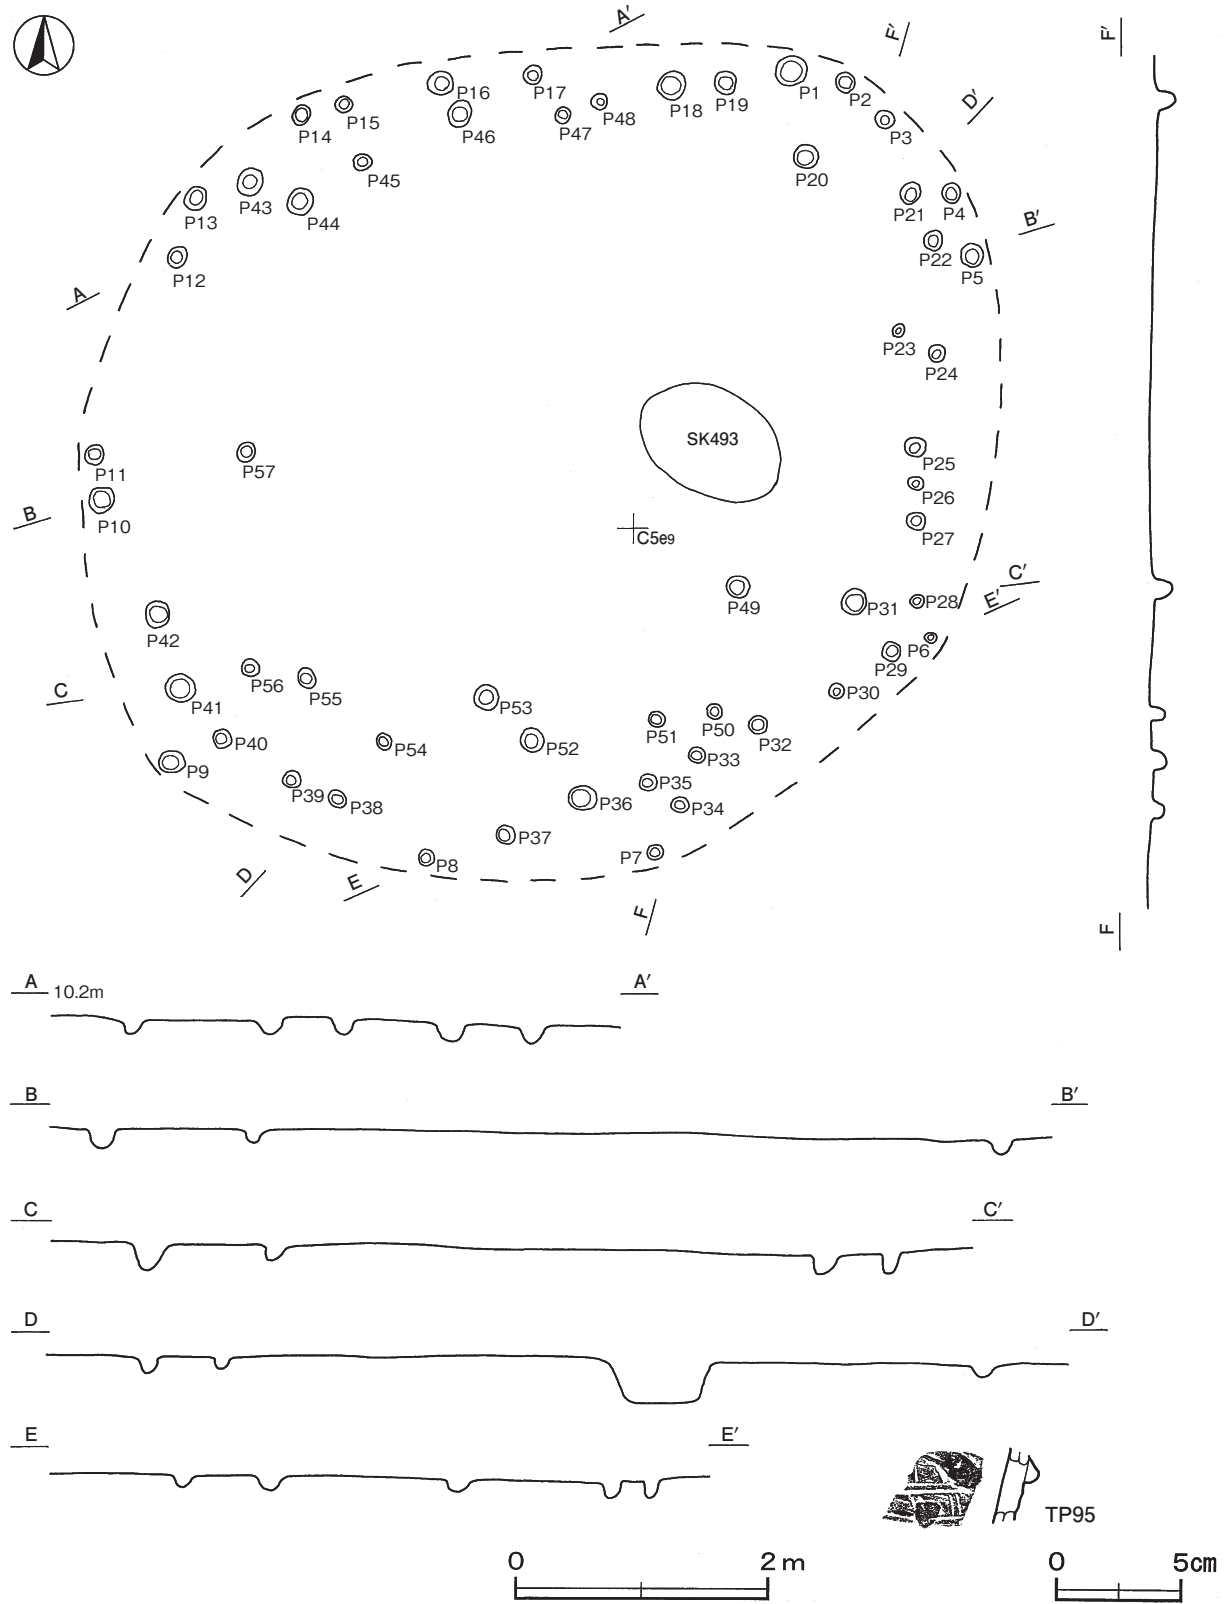 A′
F′
F′
P16
P17
P1
P2
P15
P48
P18
P19
D′
P14
P46
P47
P3
P45
P20
P43
P13
P44
P21
P4
B′
P12
P22
P5
A
P23
P24
SK493
P11
P57
P25
P26
B
P10
C5e9
P27
C′
P49
P31
P28
E′
P42
P6
P29
P56
C
P41
P55
P53
P30
P51
P50
P40
P54
P52
P32
P9
P33
P39
P38
P36
P35
P34
P37
P8
P7
D
E
F
F
A 10.2m
A′
B
B′
C
C′
D
D′
E
E′
TP95
0 2m
0 5cm